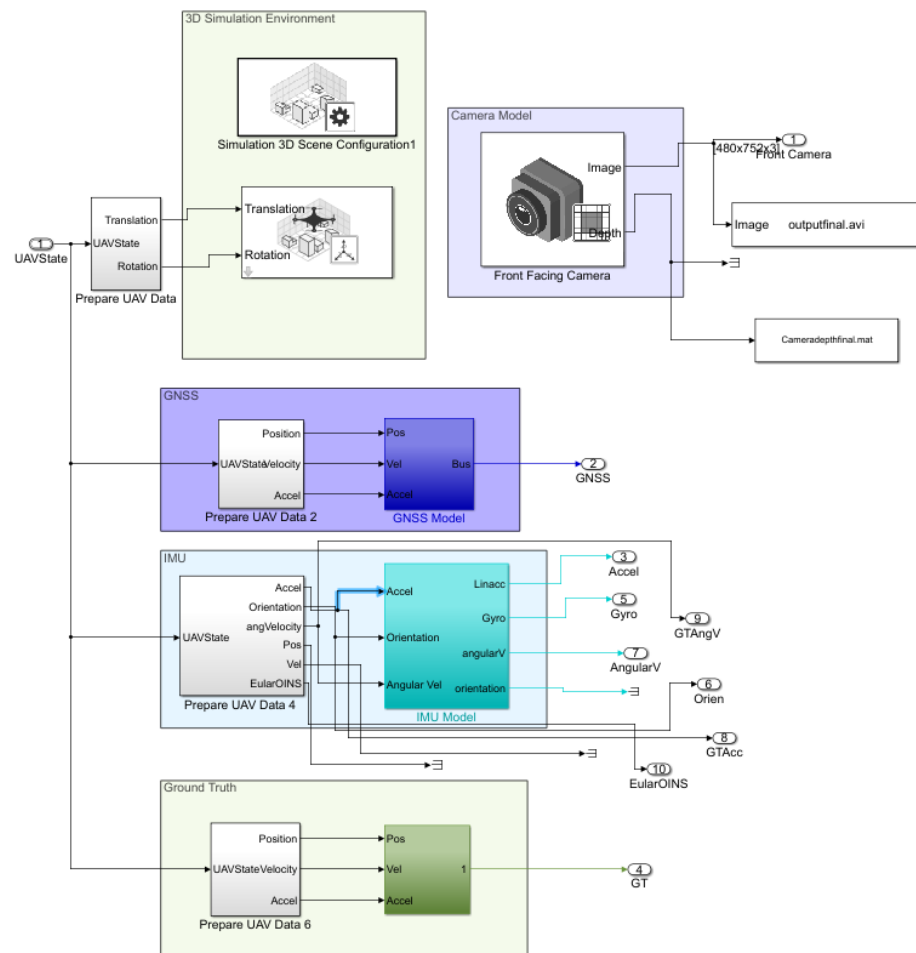 3D Simulation Environment
Simulation 3D Scene Configuration1
Translation
UAVState
Rotation
Prepare UAV Data
1
UAVState
Translation
Rotation
Camera Model
Image
Depth
Front Facing Camera
1
[480x752x3]
Front Camera
Image
outputfinal.avi
Cameradepthfinal.mat
GNSS
Position
UAVState
Velocity
Accel
Prepare UAV Data 2
Pos
Vel
Accel
Bus
GNSS Model
2
GNSS
IMU
Accel
Orientation
angVelocity
UAVState
Pos
Vel
EularOINS
Prepare UAV Data 4
Accel
Orientation
Angular Vel
Linacc
Gyro
angularV
orientation
IMU Model
3
Accel
5
Gyro
9
GTAngV
7
AngularV
6
Orien
8
GTAcc
10
EularOINS
Ground Truth
Position
UAVState
Velocity
Accel
Prepare UAV Data 6
Pos
Vel
Accel
1
4
GT